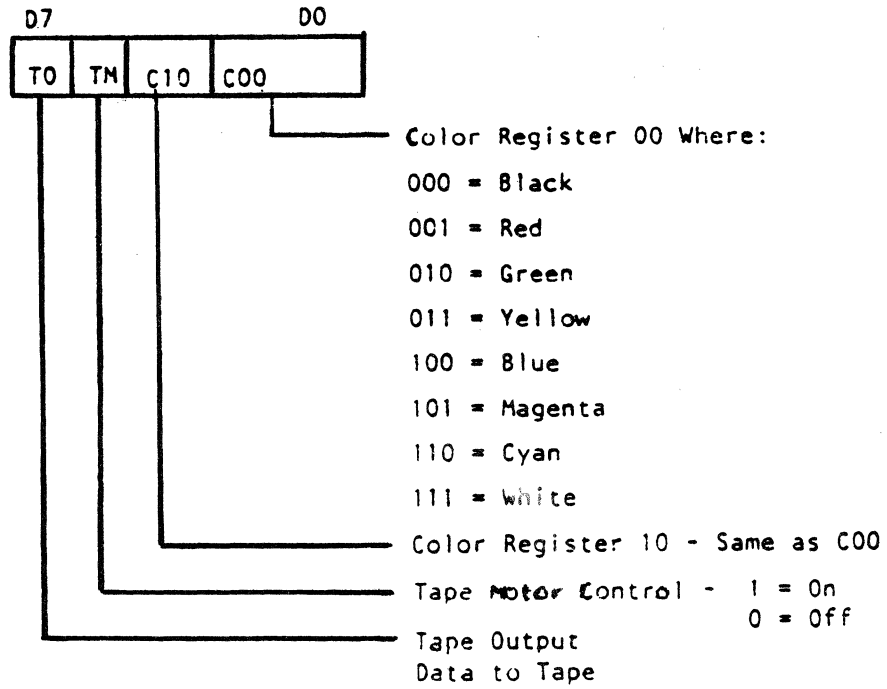 D7 D0
TO TM C10 C00
Color Register 00 Where:
000 = Black
001 = Red
010 = Green
011 = Yellow
100 = Blue
101 = Magenta
110 = Cyan
111 = White
Color Register 10 - Same as C00
Tape Motor Control - 1 = On
0 = Off
Tape Output
Data to Tape